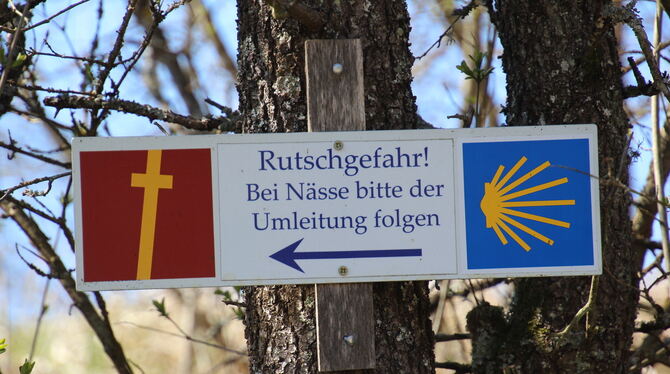 Rutschgefahr!
Bei Nässe bitte der
Umleitung folgen